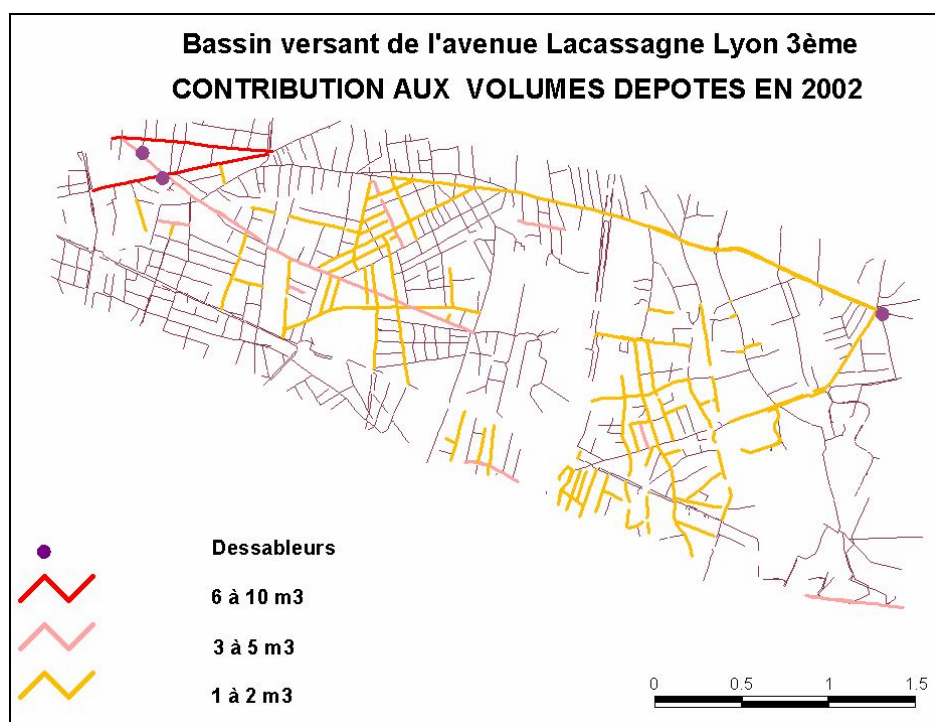 Bassin versant de l'avenue Lacassagne Lyon 3ème
CONTRIBUTION AUX VOLUMES DEPOTES EN 2002
Dessableurs
6 à 10 m3
3 à 5 m3
1 à 2 m3
0 0.5 1 1.5